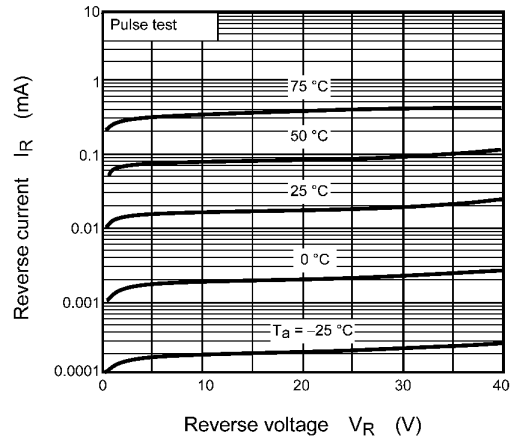 10
Pulse test
1
75 °C
50 °C
0.1
25 °C
0.01
0 °C
0.001
Ta = −25 °C
0.0001
0 10 20 30 40
Reverse current IR (mA)
Reverse voltage VR (V)